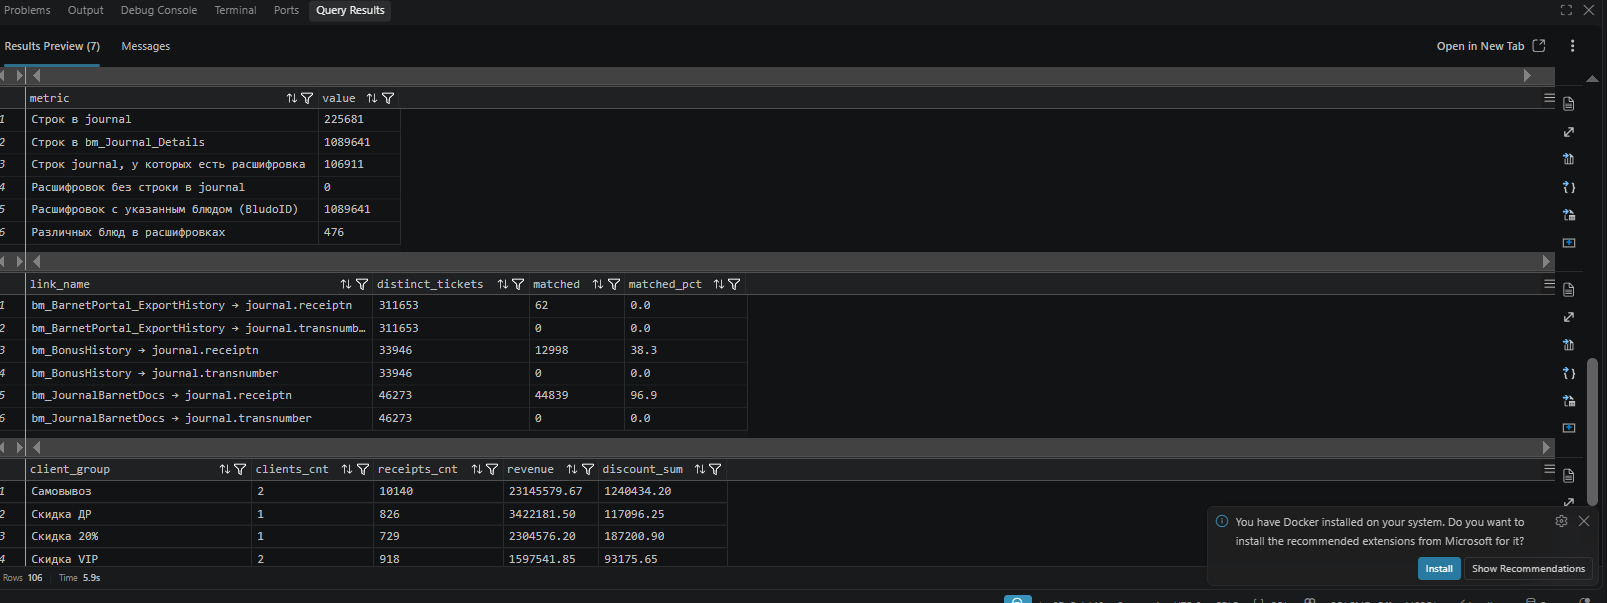 Problems Output Debug Console Terminal Ports Query Results
Results Preview (7) Messages Open in New Tab
metric value
1 Строк в journal 225681
2 Строк в bm_Journal_Details 1089641
3 Строк journal, у которых есть расшифровка 106911
4 Расшифровок без строки в journal 0
5 Расшифровок с указанным блюдом (BludoID) 1089641
6 Различных блюд в расшифровках 476
link_name distinct_tickets matched matched_pct
1 bm_BarnetPortal_ExportHistory → journal.receiptn 311653 62 0.0
2 bm_BarnetPortal_ExportHistory → journal.transnumb… 311653 0 0.0
3 bm_BonusHistory → journal.receiptn 33946 12998 38.3
4 bm_BonusHistory → journal.transnumber 33946 0 0.0
5 bm_JournalBarnetDocs → journal.receiptn 46273 44839 96.9
6 bm_JournalBarnetDocs → journal.transnumber 46273 0 0.0
client_group clients_cnt receipts_cnt revenue discount_sum
1 Самовывоз 2 10140 23145579.67 1240434.20
2 Скидка ДР 1 826 3422181.50 117096.25
3 Скидка 20% 1 729 2304576.20 187200.90
4 Скидка VIP 2 918 1597541.85 93175.65
You have Docker installed on your system. Do you want to
install the recommended extensions from Microsoft for it?
Install Show Recommendations
Rows 106 Time 5.9s